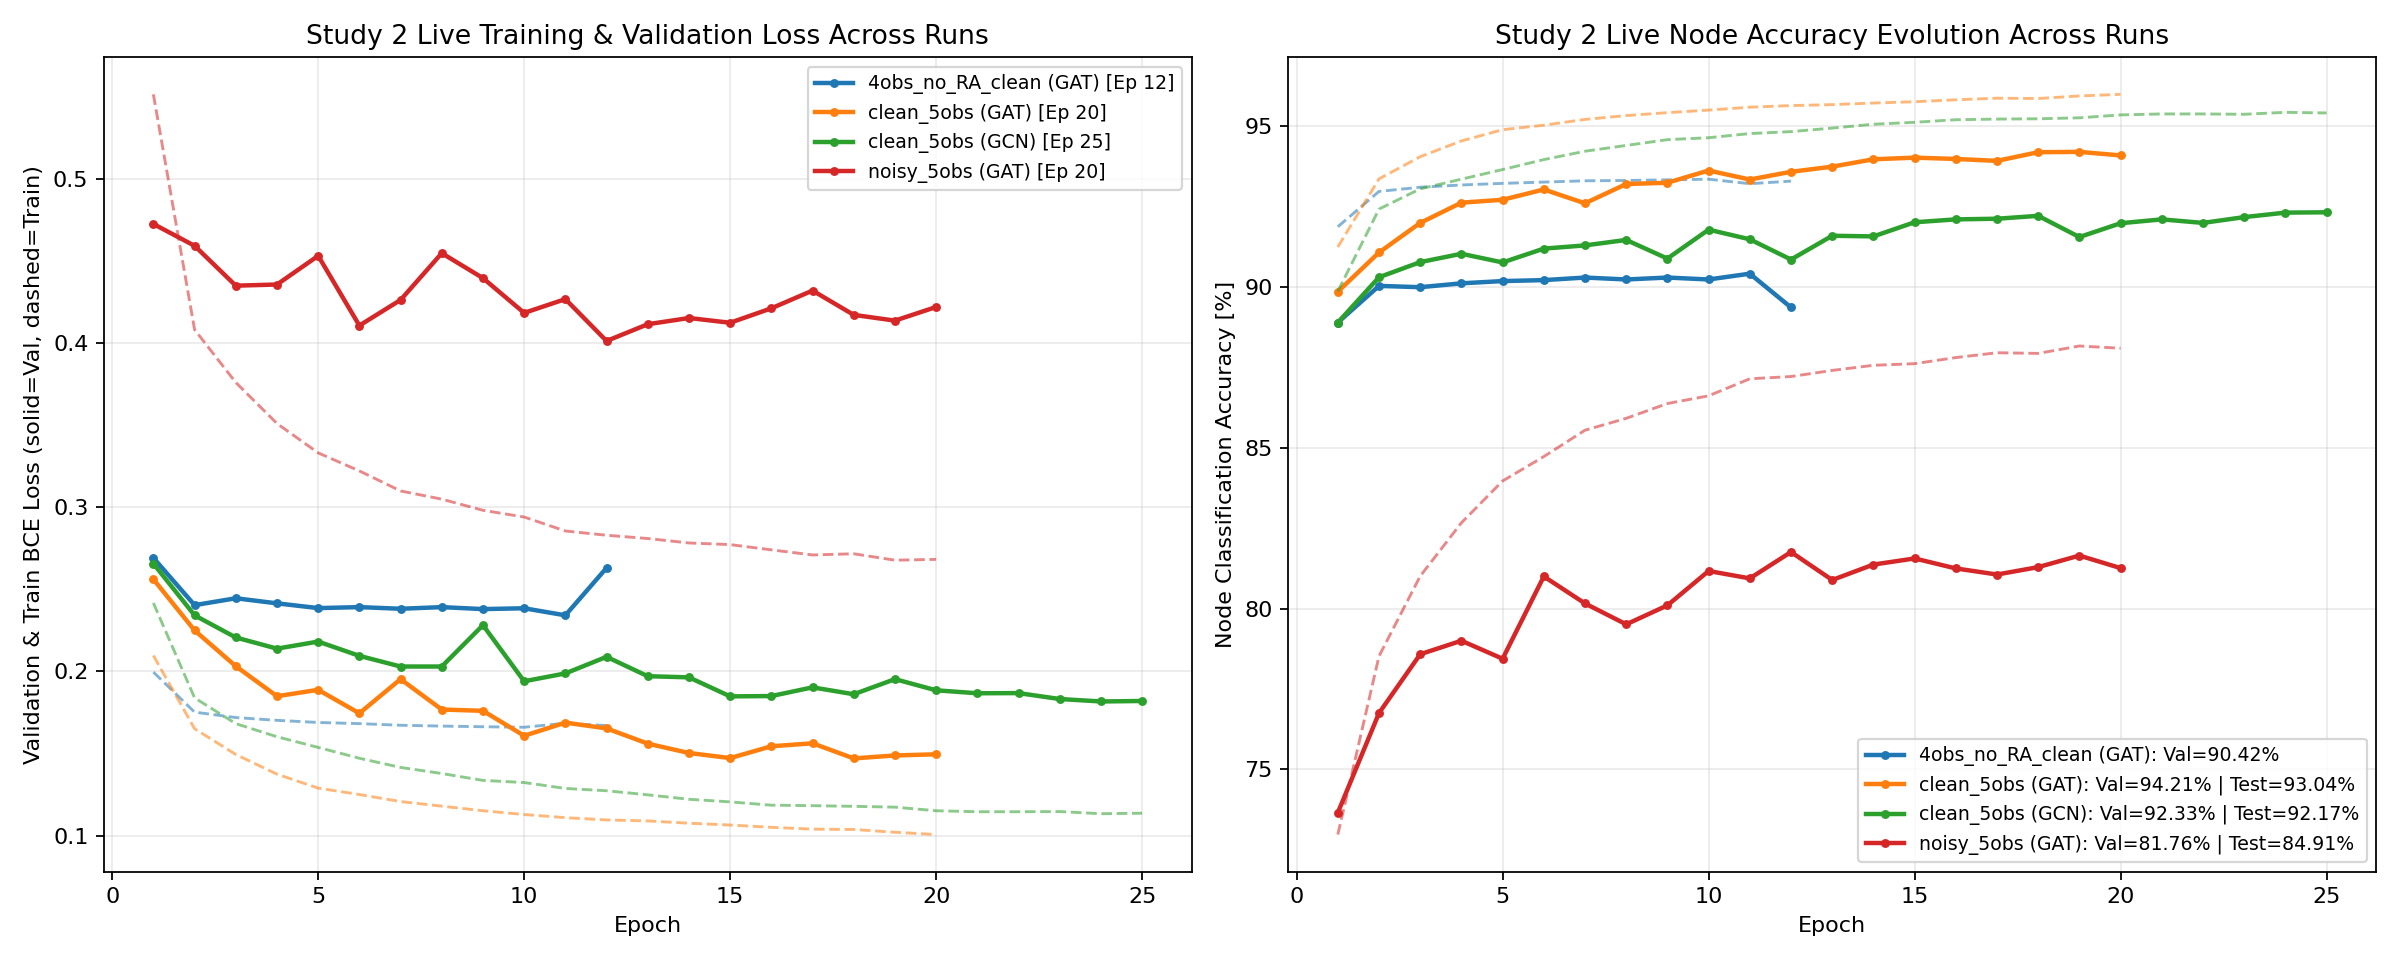 Study 2 Live Training & Validation Loss Across Runs
Validation & Train BCE Loss (solid=Val, dashed=Train)
0.5
0.4
0.3
0.2
0.1
4obs_no_RA_clean (GAT) [Ep 12]
clean_5obs (GAT) [Ep 20]
clean_5obs (GCN) [Ep 25]
noisy_5obs (GAT) [Ep 20]
0 5 10 15 20 25
Epoch
Study 2 Live Node Accuracy Evolution Across Runs
Node Classification Accuracy [%]
95
90
85
80
75
4obs_no_RA_clean (GAT): Val=90.42%
clean_5obs (GAT): Val=94.21% | Test=93.04%
clean_5obs (GCN): Val=92.33% | Test=92.17%
noisy_5obs (GAT): Val=81.76% | Test=84.91%
0 5 10 15 20 25
Epoch